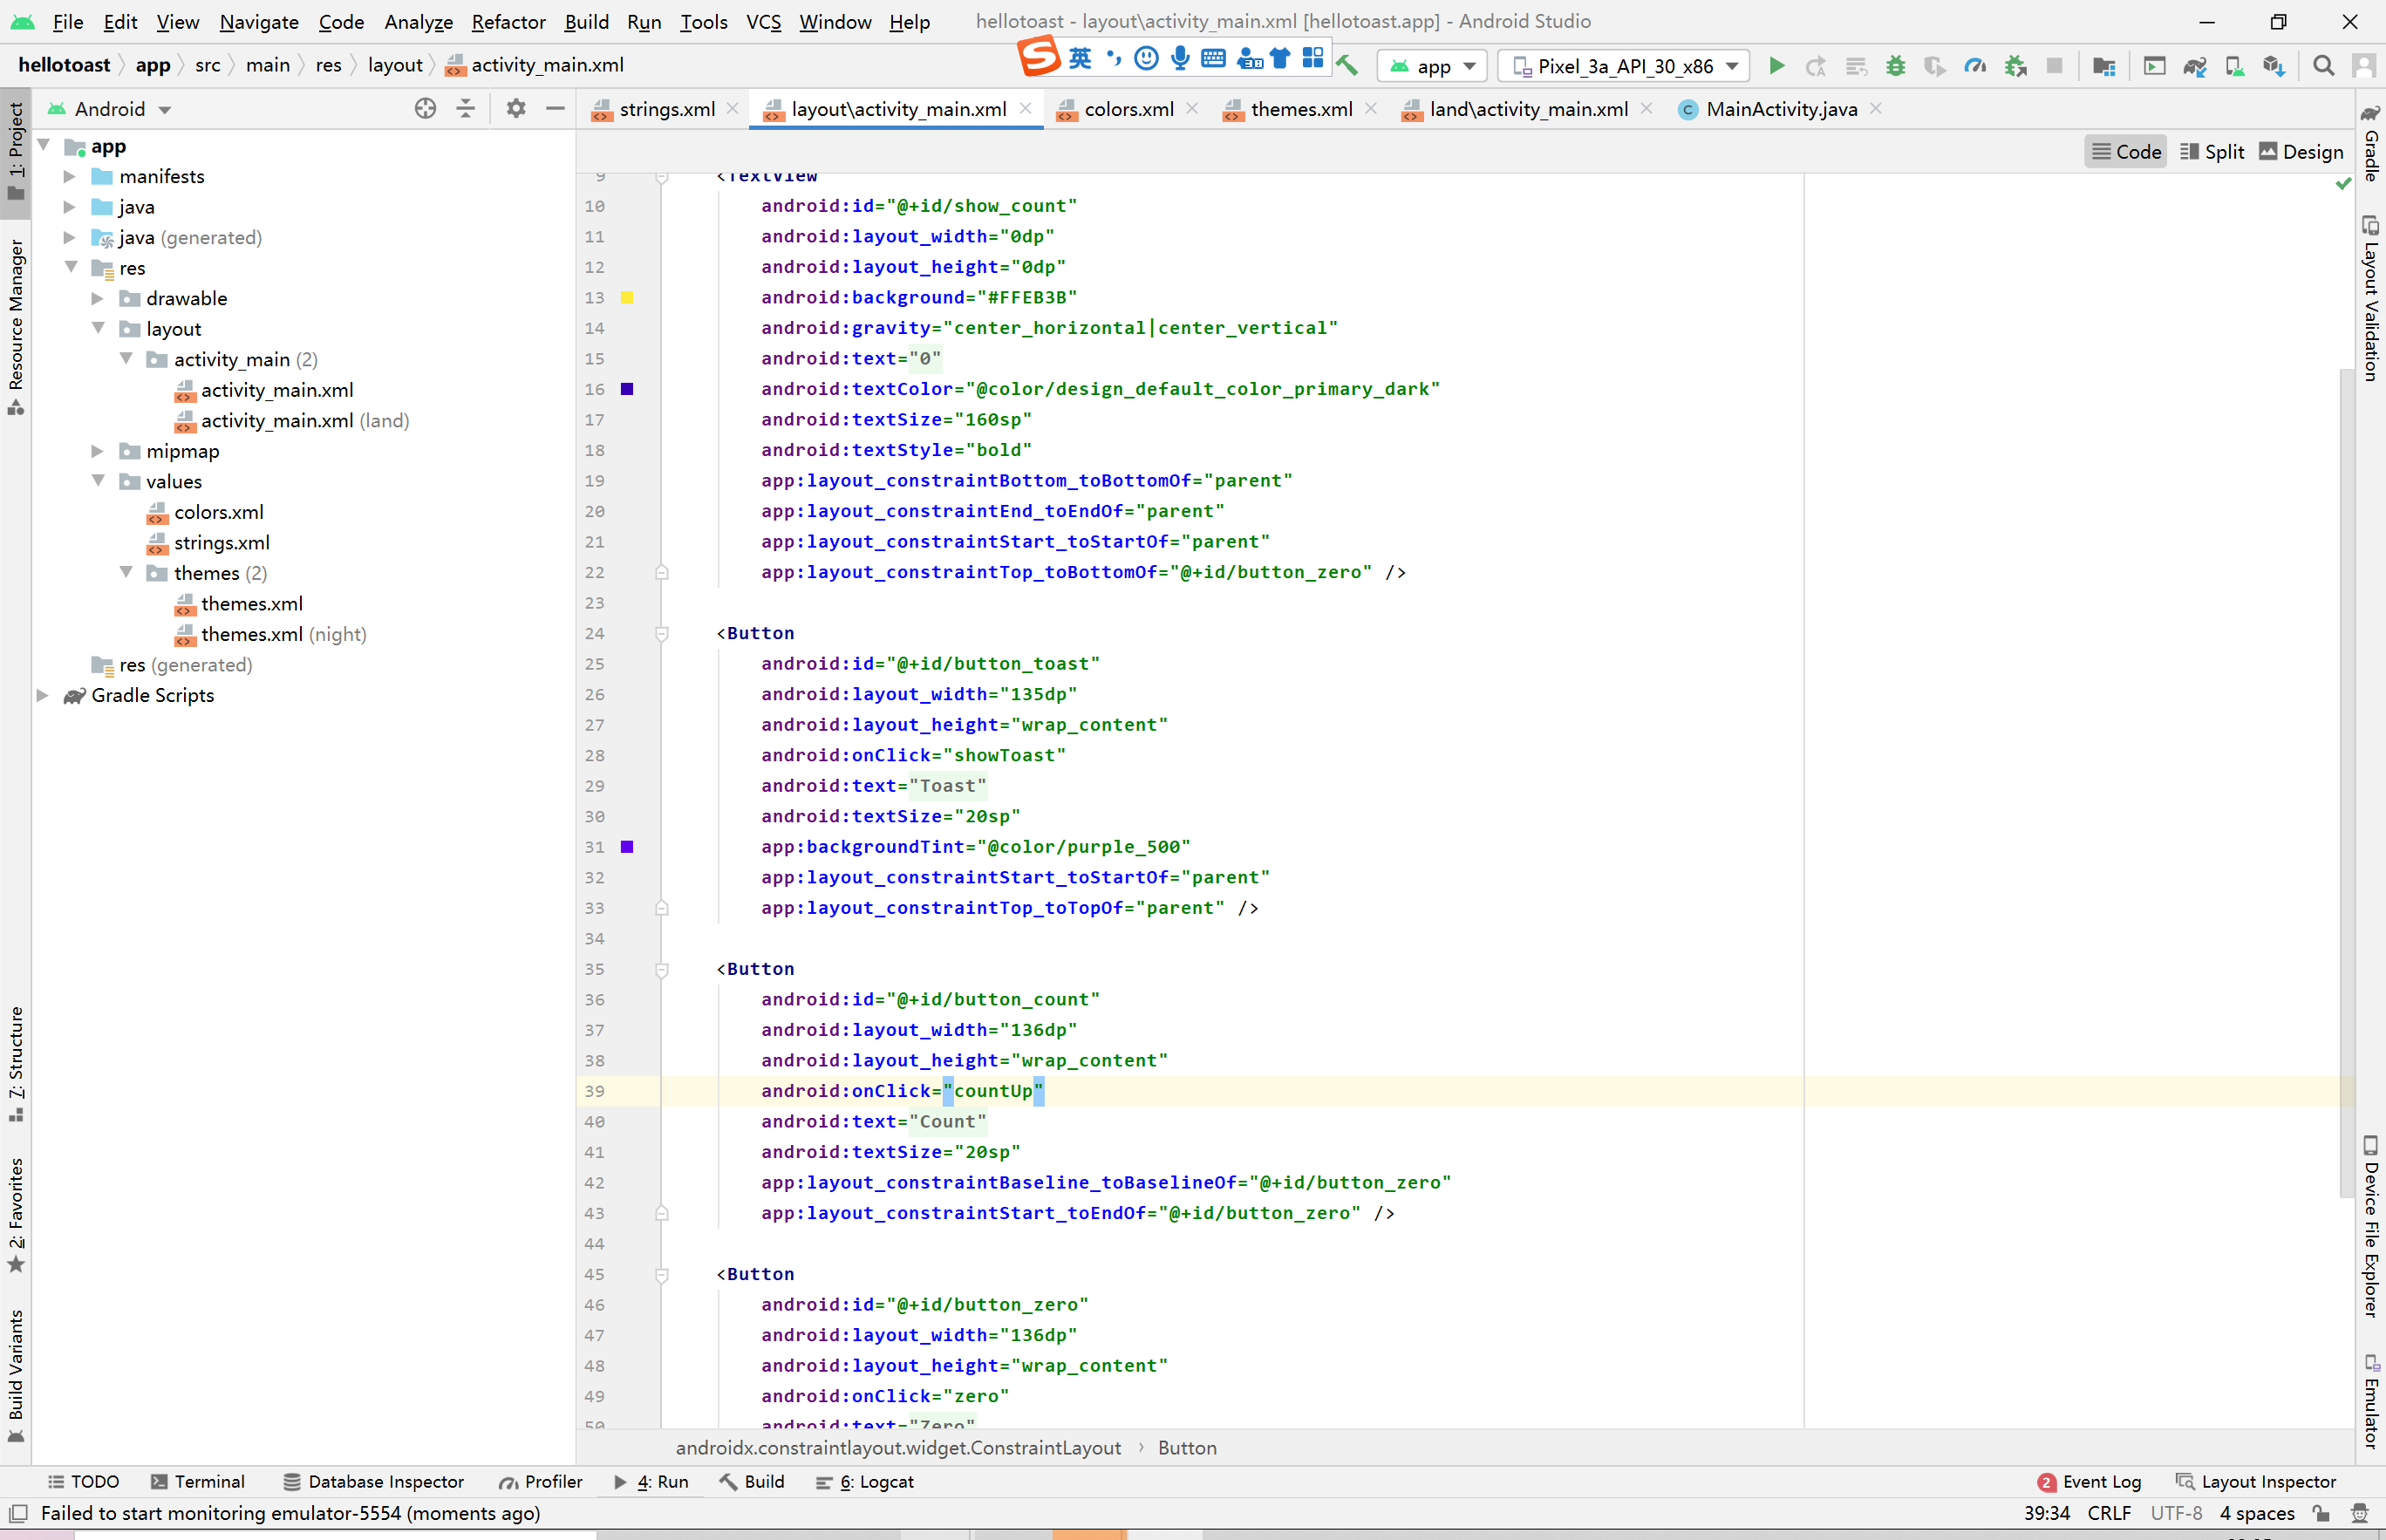 File Edit View Navigate Code Analyze Refactor Build Run Tools VCS Window Help hellotoast - layout\activity_main.xml [hellotoast.app] - Android Studio
hellotoast app src main res layout activity_main.xml 英 app Pixel_3a_API_30_x86
Android strings.xml layout\activity_main.xml colors.xml themes.xml land\activity_main.xml MainActivity.java
Code Split Design
1: Project
Resource Manager
7: Structure
2: Favorites
Build Variants
app
manifests
java
java (generated)
res
drawable
layout
activity_main (2)
activity_main.xml
activity_main.xml (land)
mipmap
values
colors.xml
strings.xml
themes (2)
themes.xml
themes.xml (night)
res (generated)
Gradle Scripts
9 <TextView
10 android:id="@+id/show_count"
11 android:layout_width="0dp"
12 android:layout_height="0dp"
13 android:background="#FFEB3B"
14 android:gravity="center_horizontal|center_vertical"
15 android:text="0"
16 android:textColor="@color/design_default_color_primary_dark"
17 android:textSize="160sp"
18 android:textStyle="bold"
19 app:layout_constraintBottom_toBottomOf="parent"
20 app:layout_constraintEnd_toEndOf="parent"
21 app:layout_constraintStart_toStartOf="parent"
22 app:layout_constraintTop_toBottomOf="@+id/button_zero" />
23
24 <Button
25 android:id="@+id/button_toast"
26 android:layout_width="135dp"
27 android:layout_height="wrap_content"
28 android:onClick="showToast"
29 android:text="Toast"
30 android:textSize="20sp"
31 app:backgroundTint="@color/purple_500"
32 app:layout_constraintStart_toStartOf="parent"
33 app:layout_constraintTop_toTopOf="parent" />
34
35 <Button
36 android:id="@+id/button_count"
37 android:layout_width="136dp"
38 android:layout_height="wrap_content"
39 android:onClick="countUp"
40 android:text="Count"
41 android:textSize="20sp"
42 app:layout_constraintBaseline_toBaselineOf="@+id/button_zero"
43 app:layout_constraintStart_toEndOf="@+id/button_zero" />
44
45 <Button
46 android:id="@+id/button_zero"
47 android:layout_width="136dp"
48 android:layout_height="wrap_content"
49 android:onClick="zero"
50 android:text="Zero"
androidx.constraintlayout.widget.ConstraintLayout › Button
Gradle
Layout Validation
Device File Explorer
Emulator
TODO Terminal Database Inspector Profiler 4: Run Build 6: Logcat 2 Event Log Layout Inspector
Failed to start monitoring emulator-5554 (moments ago) 39:34 CRLF UTF-8 4 spaces